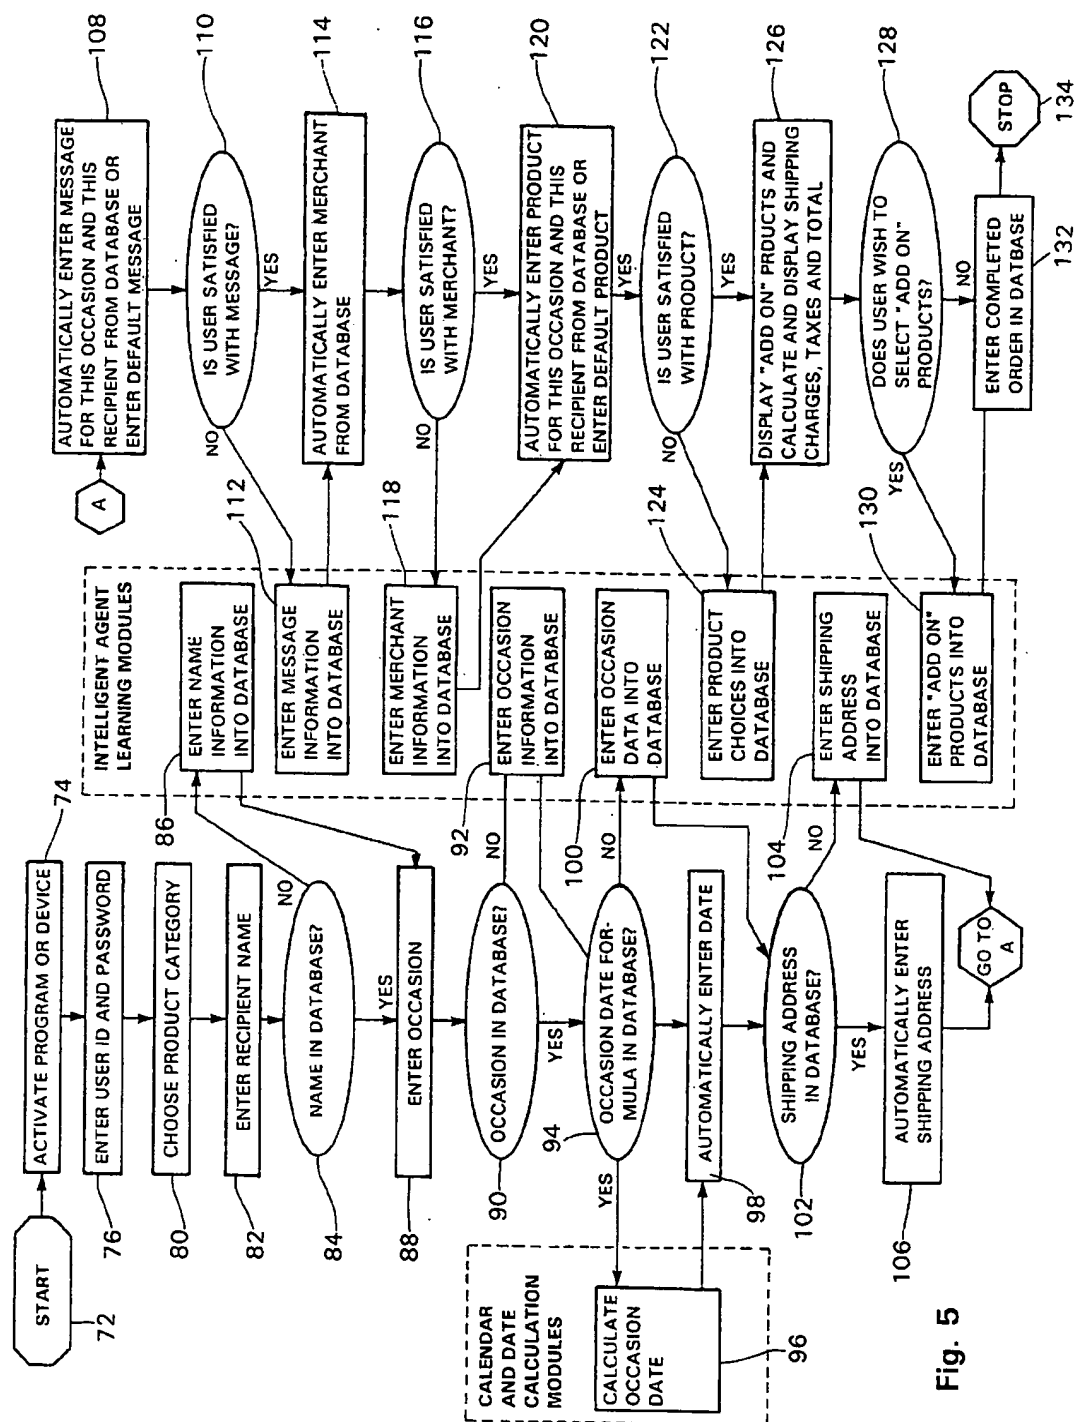 START
72
ACTIVATE PROGRAM OR DEVICE
74
ENTER USER ID AND PASSWORD
76
CHOOSE PRODUCT CATEGORY
80
ENTER RECIPIENT NAME
82
NAME IN DATABASE?
84
NO
YES
ENTER OCCASION
88
OCCASION IN DATABASE?
90
NO
YES
OCCASION DATE FOR-
MULA IN DATABASE?
94
NO
YES
AUTOMATICALLY ENTER DATE
98
SHIPPING ADDRESS
IN DATABASE?
102
NO
YES
AUTOMATICALLY ENTER
SHIPPING ADDRESS
106
GO TO
A
CALENDAR
AND DATE
CALCULATION
MODULES
CALCULATE
OCCASION
DATE
96
INTELLIGENT AGENT
LEARNING MODULES
ENTER NAME
INFORMATION
INTO DATABASE
86
ENTER MESSAGE
INFORMATION
INTO DATABASE
112
ENTER MERCHANT
INFORMATION
INTO DATABASE
118
ENTER OCCASION
INFORMATION
INTO DATABASE
92
ENTER OCCASION
DATA INTO
DATABASE
100
ENTER PRODUCT
CHOICES INTO
DATABASE
124
ENTER SHIPPING
ADDRESS
INTO DATABASE
104
ENTER "ADD ON"
PRODUCTS INTO
DATABASE
130
A
AUTOMATICALLY ENTER MESSAGE
FOR THIS OCCASION AND THIS
RECIPIENT FROM DATABASE OR
ENTER DEFAULT MESSAGE
108
IS USER SATISFIED
WITH MESSAGE?
110
NO
YES
AUTOMATICALLY ENTER MERCHANT
FROM DATABASE
114
IS USER SATISFIED
WITH MERCHANT?
116
NO
YES
AUTOMATICALLY ENTER PRODUCT
FOR THIS OCCASION AND THIS
RECIPIENT FROM DATABASE OR
ENTER DEFAULT PRODUCT
120
YES
IS USER SATISFIED
WITH PRODUCT?
122
NO
YES
DISPLAY "ADD ON" PRDUCTS AND
CALCULATE AND DISPLAY SHIPPING
CHARGES, TAXES AND TOTAL
126
DOES USER WISH TO
SELECT "ADD ON"
PRODUCTS?
128
YES
NO
ENTER COMPLETED
ORDER IN DATBASE
132
STOP
134
Fig. 5